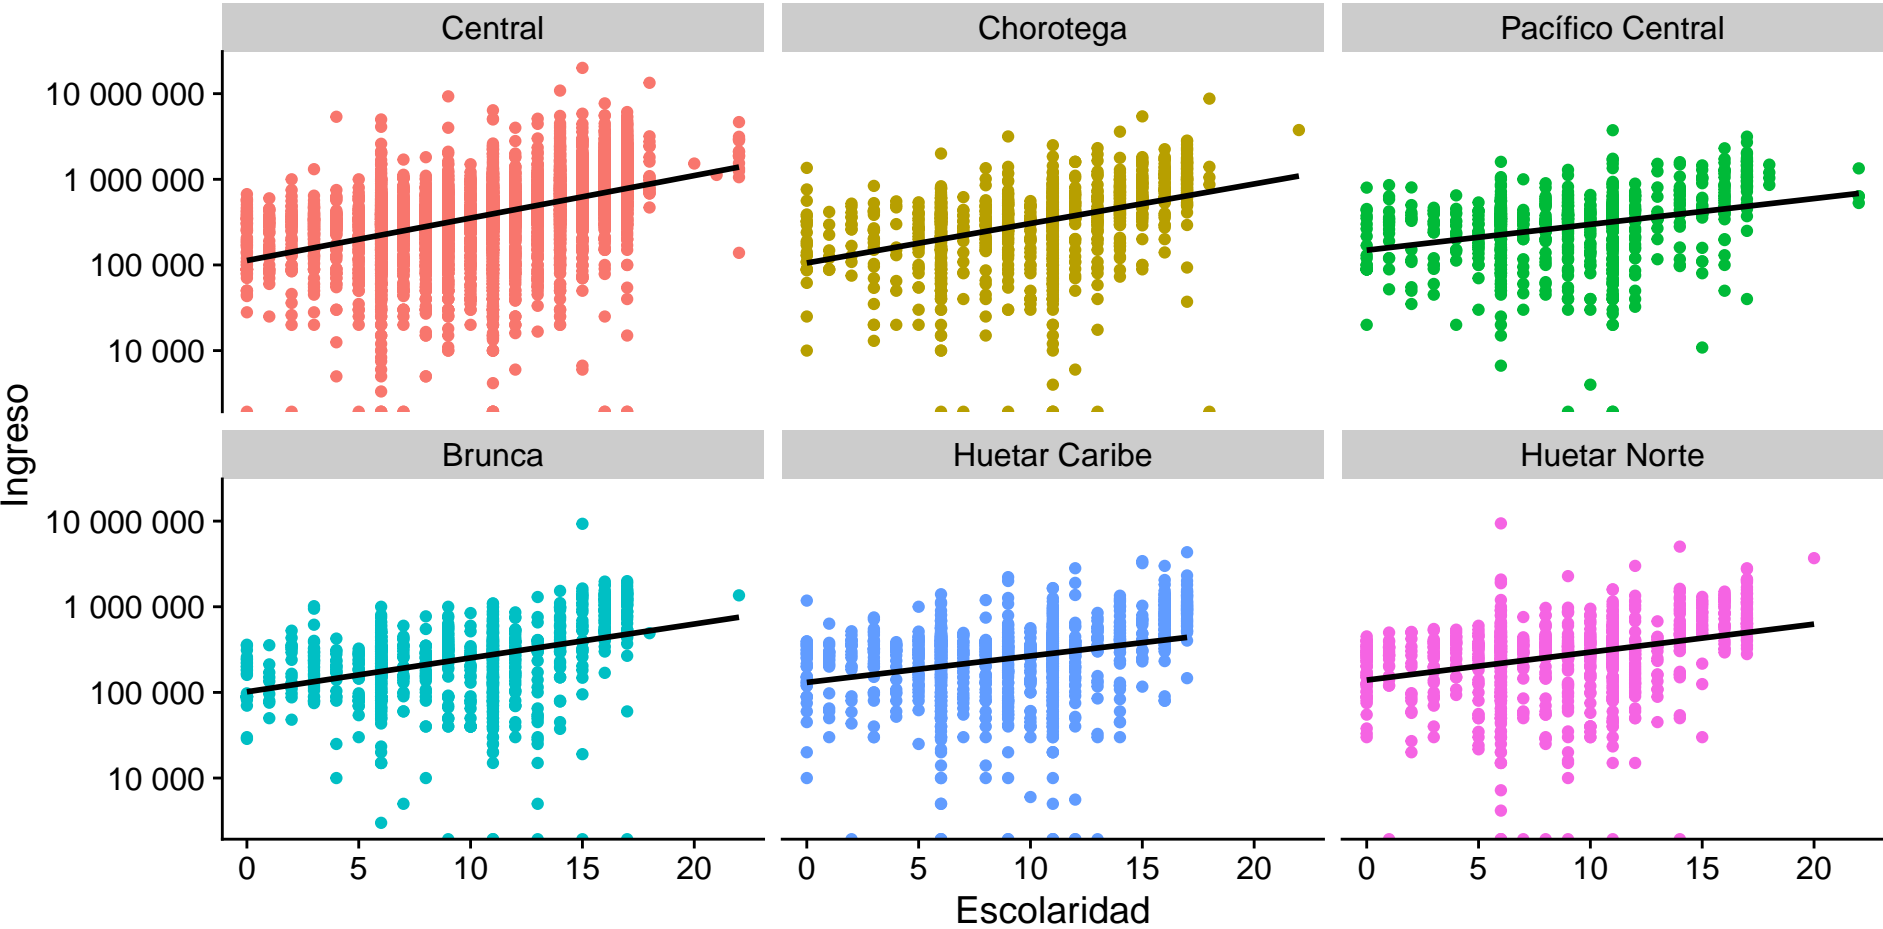 Central
Chorotega
Pacífico Central
10 000 000
1 000 000
100 000
10 000
Ingreso
Brunca
Huetar Caribe
Huetar Norte
10 000 000
1 000 000
100 000
10 000
0 5 10 15 20
0 5 10 15 20
0 5 10 15 20
Escolaridad